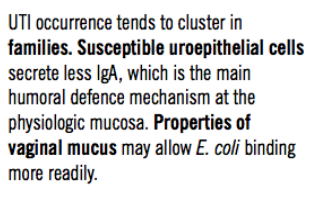 UTI occurrence tends to cluster in
families. Susceptible uroepithelial cells
secrete less IgA, which is the main
humoral defence mechanism at the
physiologic mucosa. Properties of
vaginal mucus may allow E. coli binding
more readily.